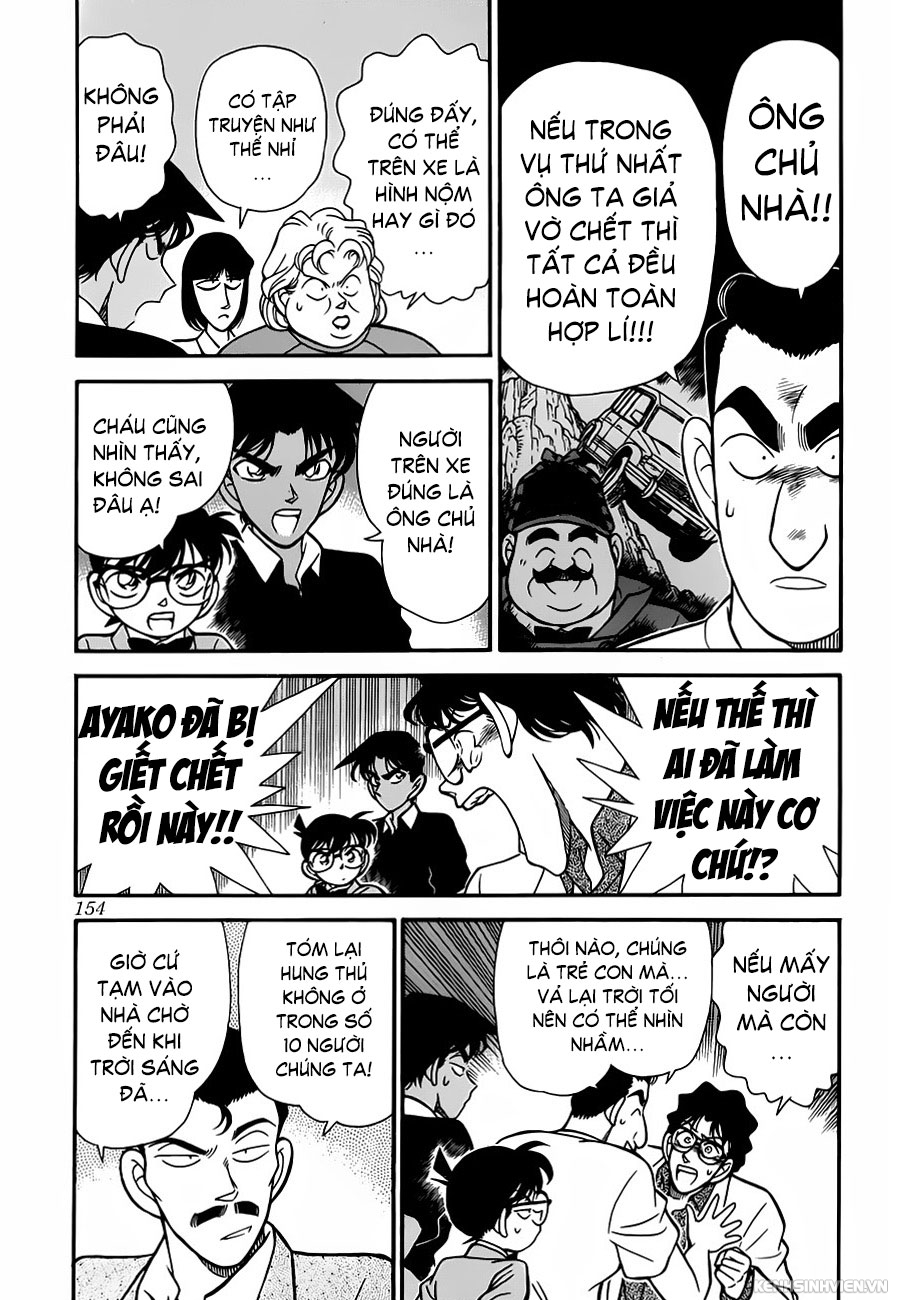 ÔNG
CHỦ
NHÀ!!
NẾU TRONG
VỤ THỨ NHẤT
ÔNG TA GIẢ
VỜ CHẾT THÌ
TẤT CẢ ĐỀU
HOÀN TOÀN
HỢP LÍ!!!
ĐÚNG ĐẤY,
CÓ THỂ
TRÊN XE LÀ
HÌNH NỘM
HAY GÌ ĐÓ
...
CÓ TẬP
TRUYỆN NHƯ
THẾ NHỈ
...
KHÔNG
PHẢI
ĐÂU!
NGƯỜI
TRÊN XE
ĐÚNG LÀ
ÔNG CHỦ
NHÀ!
CHÁU CŨNG
NHÌN THẤY,
KHÔNG SAI
ĐÂU Ạ!
NẾU THẾ THÌ
AI ĐÃ LÀM
VIỆC NÀY CƠ
CHỨ!?
AYAKO ĐÃ BỊ
GIẾT CHẾT
RỒI NÀY!!
154
NẾU MẤY
NGƯỜI
MÀ CÒN
...
THÔI NÀO, CHÚNG
LÀ TRẺ CON MÀ...
VẢ LẠI TRỜI TỐI
NÊN CÓ THỂ NHÌN
NHẦM...
TÓM LẠI
HUNG THỦ
KHÔNG Ở
TRONG SỐ
10 NGƯỜI
CHÚNG TA!
GIỜ CỨ
TẠM VÀO
NHÀ CHỜ
ĐẾN KHI
TRỜI SÁNG
ĐÃ...
KENHSINHVIEN.VN